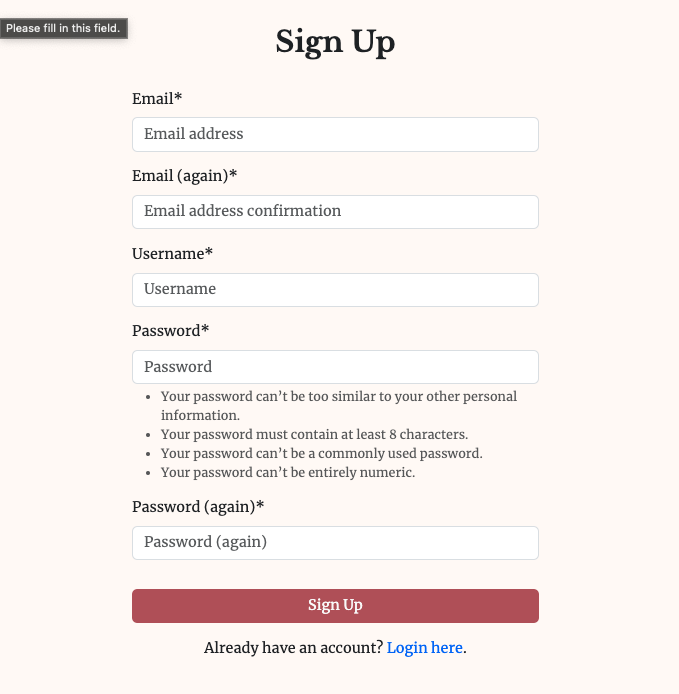 Please fill in this field.
Sign Up
Email*
Email address
Email (again)*
Email address confirmation
Username*
Username
Password*
Password
• Your password can’t be too similar to your other personal
information.
• Your password must contain at least 8 characters.
• Your password can’t be a commonly used password.
• Your password can’t be entirely numeric.
Password (again)*
Password (again)
Sign Up
Already have an account? Login here.